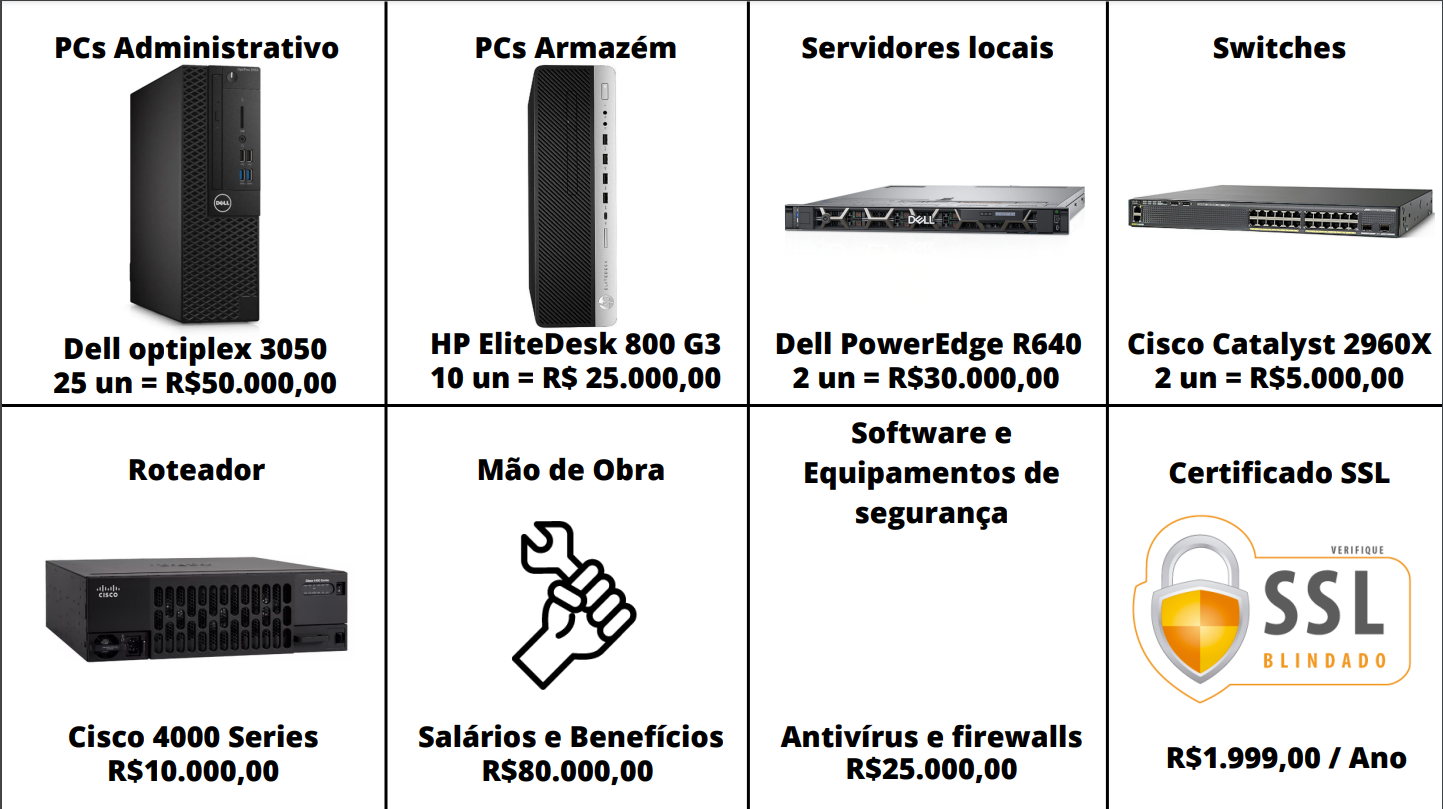 PCs Administrativo
DELL
Dell optiplex 3050
25 un = R$50.000,00
PCs Armazém
HP EliteDesk 800 G3
10 un = R$ 25.000,00
Servidores locais
DELL
Dell PowerEdge R640
2 un = R$30.000,00
Switches
Cisco Catalyst 2960X
2 un = R$5.000,00
Roteador
CISCO
Cisco 4000 Series
R$10.000,00
Mão de Obra
Salários e Benefícios
R$80.000,00
Software e
Equipamentos de
segurança
Antivírus e firewalls
R$25.000,00
Certificado SSL
VERIFIQUE
SSL
BLINDADO
R$1.999,00 / Ano